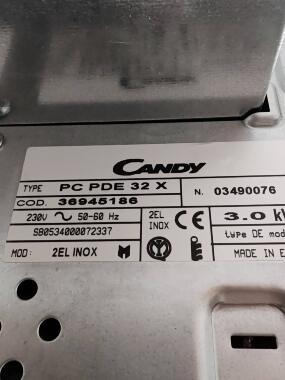 CANDY
TYPE PC PDE 32 X N. 03490076
COD. 36945186
230V 50-60 Hz 2EL INOX CE 3.0 k
SB0534000072337 type DE mod
MOD: 2EL INOX MADE IN E